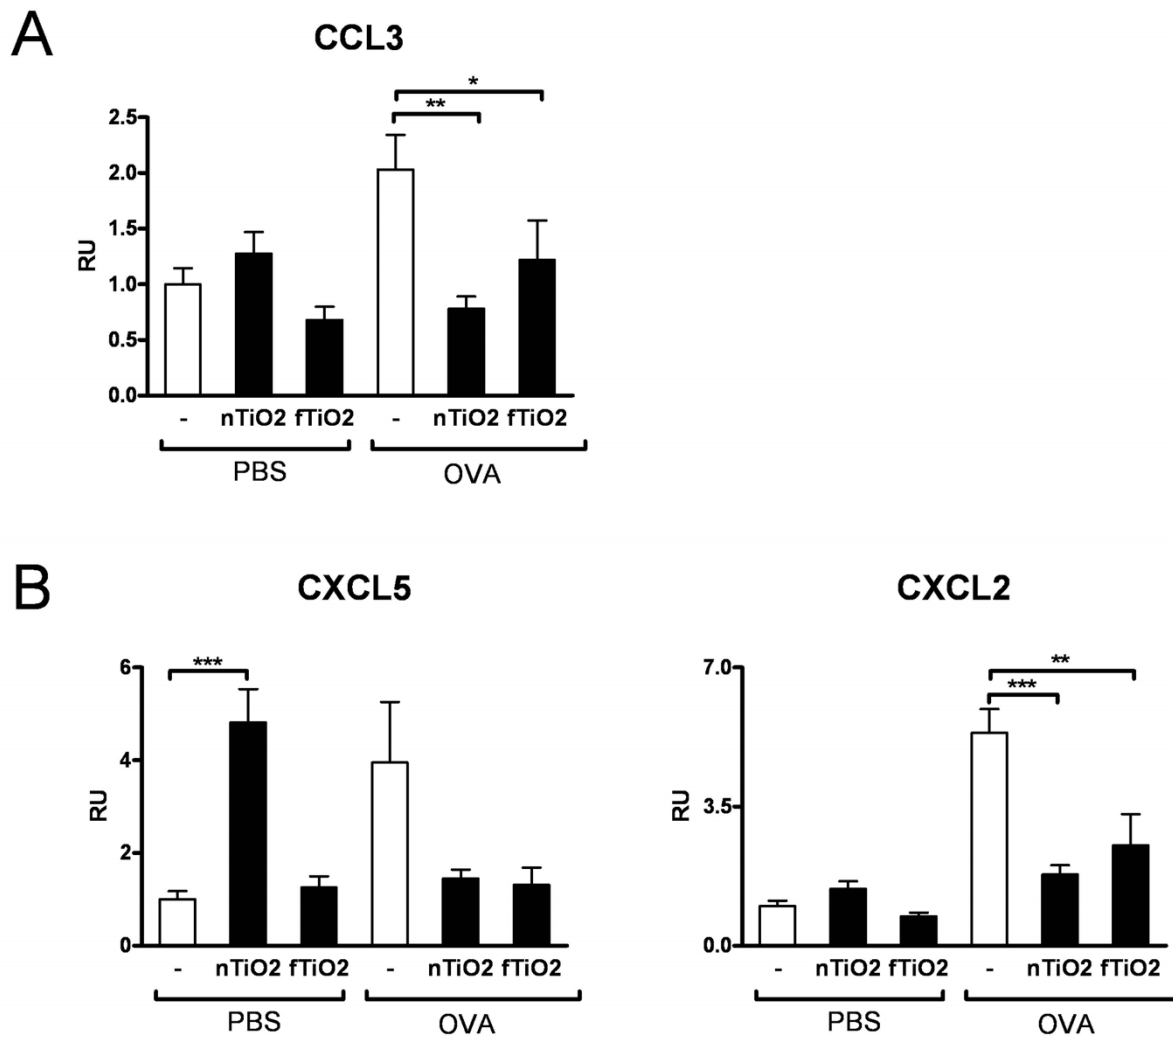 A
CCL3
*
**
2.5
2.0
1.5
1.0
0.5
0.0
RU
- nTiO2 fTiO2 - nTiO2 fTiO2
PBS OVA
B
CXCL5
***
6
4
2
0
RU
- nTiO2 fTiO2 - nTiO2 fTiO2
PBS OVA
CXCL2
**
***
7.0
3.5
0.0
RU
- nTiO2 fTiO2 - nTiO2 fTiO2
PBS OVA